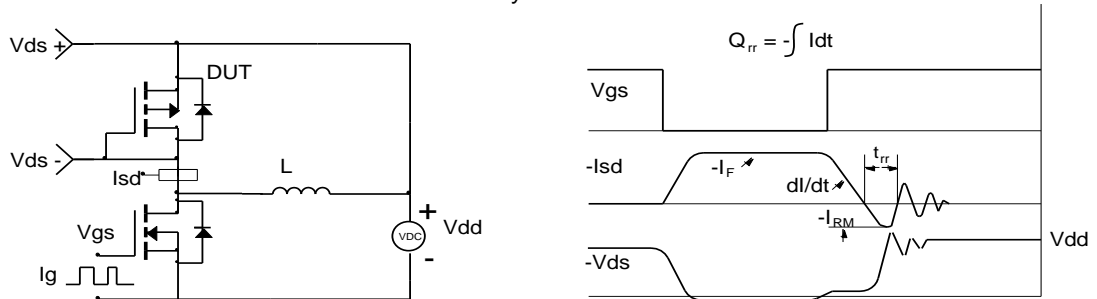 Vds +
DUT
Vds -
Isd
L
Vgs
Ig
+
VDC
Vdd
-
Qrr = -∫ Idt
Vgs
-Isd
-IF
dI/dt
trr
-IRM
Vdd
-Vds